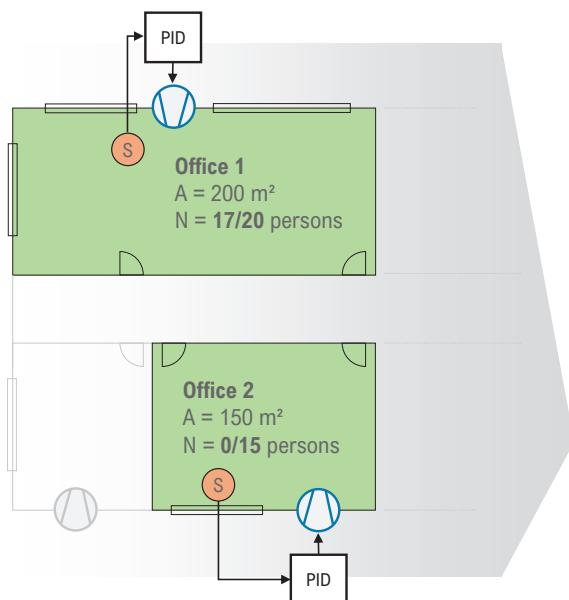 PID
S
Office 1
A = 200 m²
N = 17/20 persons
Office 2
A = 150 m²
N = 0/15 persons
S
PID